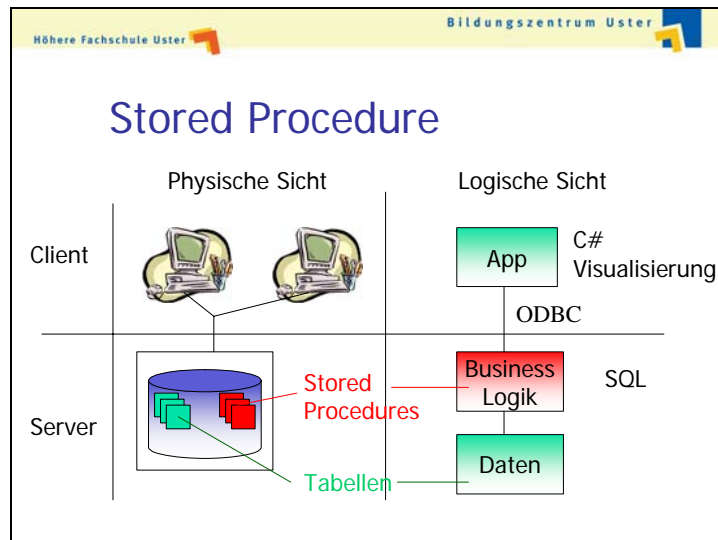 Höhere Fachschule Uster
Bildungszentrum Uster
Stored Procedure
Physische Sicht
Logische Sicht
Client
App
C#
Visualisierung
ODBC
Server
Stored
Procedures
Business
Logik
SQL
Tabellen
Daten